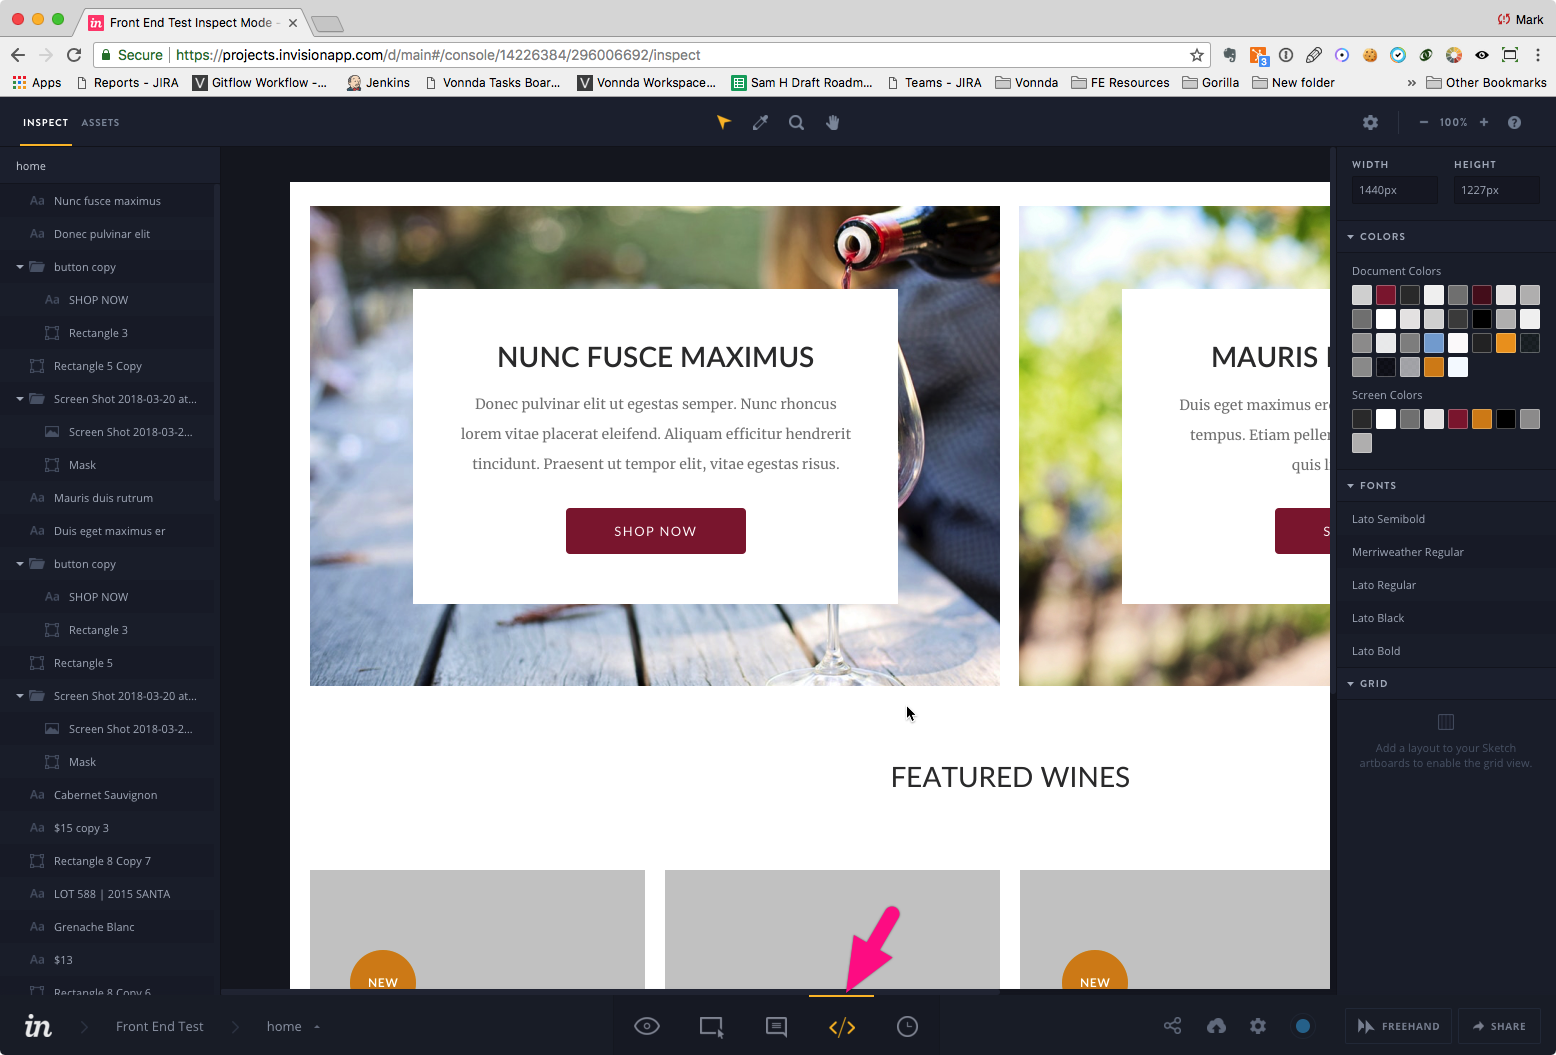 in Front End Test Inspect Mode -
Mark
Secure https://projects.invisionapp.com/d/main#/console/14226384/296006692/inspect
3
Apps Reports - JIRA V Gitflow Workflow -... Jenkins Vonnda Tasks Boar... V Vonnda Workspace... Sam H Draft Roadm... Teams - JIRA Vonnda FE Resources Gorilla New folder » Other Bookmarks
INSPECT ASSETS
− 100% + ?
home
Aa Nunc fusce maximus
Aa Donec pulvinar elit
button copy
Aa SHOP NOW
Rectangle 3
Rectangle 5 Copy
Screen Shot 2018-03-20 at...
Screen Shot 2018-03-2...
Mask
Aa Mauris duis rutrum
Aa Duis eget maximus er
button copy
Aa SHOP NOW
Rectangle 3
Rectangle 5
Screen Shot 2018-03-20 at...
Screen Shot 2018-03-2...
Mask
Aa Cabernet Sauvignon
Aa $15 copy 3
Rectangle 8 Copy 7
Aa LOT 588 | 2015 SANTA
Aa Grenache Blanc
Aa $13
Rectangle 8 Copy 6
NUNC FUSCE MAXIMUS
Donec pulvinar elit ut egestas semper. Nunc rhoncus
lorem vitae placerat eleifend. Aliquam efficitur hendrerit
tincidunt. Praesent ut tempor elit, vitae egestas risus.
SHOP NOW
MAURIS
Duis eget maximus er
tempus. Etiam peller
quis l
S
FEATURED WINES
NEW
NEW
WIDTH HEIGHT
1440px 1227px
COLORS
Document Colors
Screen Colors
FONTS
Lato Semibold
Merriweather Regular
Lato Regular
Lato Black
Lato Bold
GRID
Add a layout to your Sketch
artboards to enable the grid view.
in Front End Test home
</>
FREEHAND SHARE